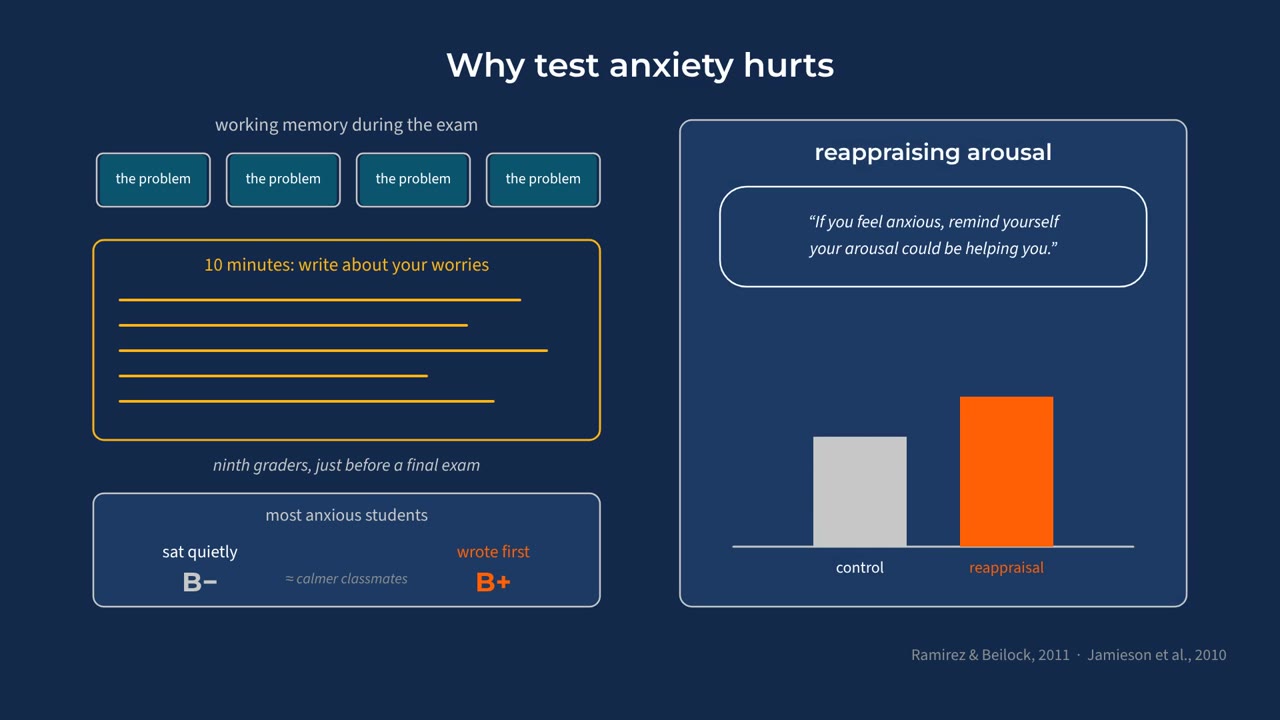 Why test anxiety hurts
working memory during the exam
the problem
the problem
the problem
the problem
10 minutes: write about your worries
ninth graders, just before a final exam
most anxious students
sat quietly
B−
≈ calmer classmates
wrote first
B+
reappraising arousal
“If you feel anxious, remind yourself
your arousal could be helping you.”
control
reappraisal
Ramirez & Beilock, 2011 · Jamieson et al., 2010